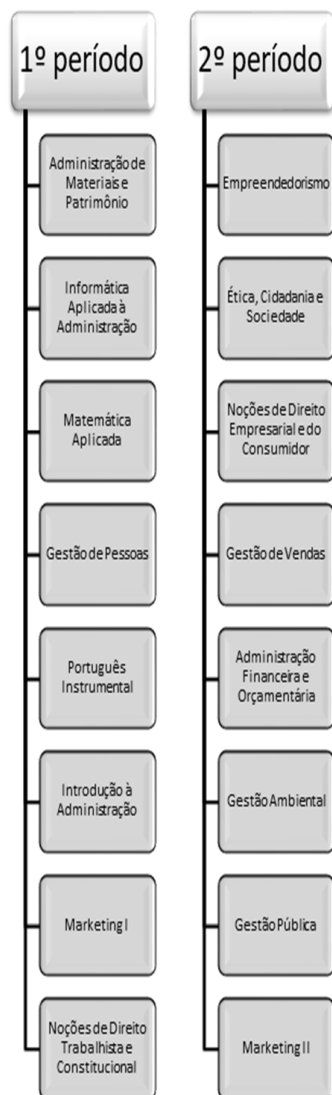 1º período
Administração de
Materiais e
Patrimônio
Informática
Aplicada à
Administração
Matemática
Aplicada
Gestão de Pessoas
Português
Instrumental
Introdução à
Administração
Marketing I
Noções de Direito
Trabalhista e
Constitucional
2º período
Empreendedorismo
Ética, Cidadania e
Sociedade
Noções de Direito
Empresarial e do
Consumidor
Gestão de Vendas
Administração
Financeira e
Orçamentária
Gestão Ambiental
Gestão Pública
Marketing II